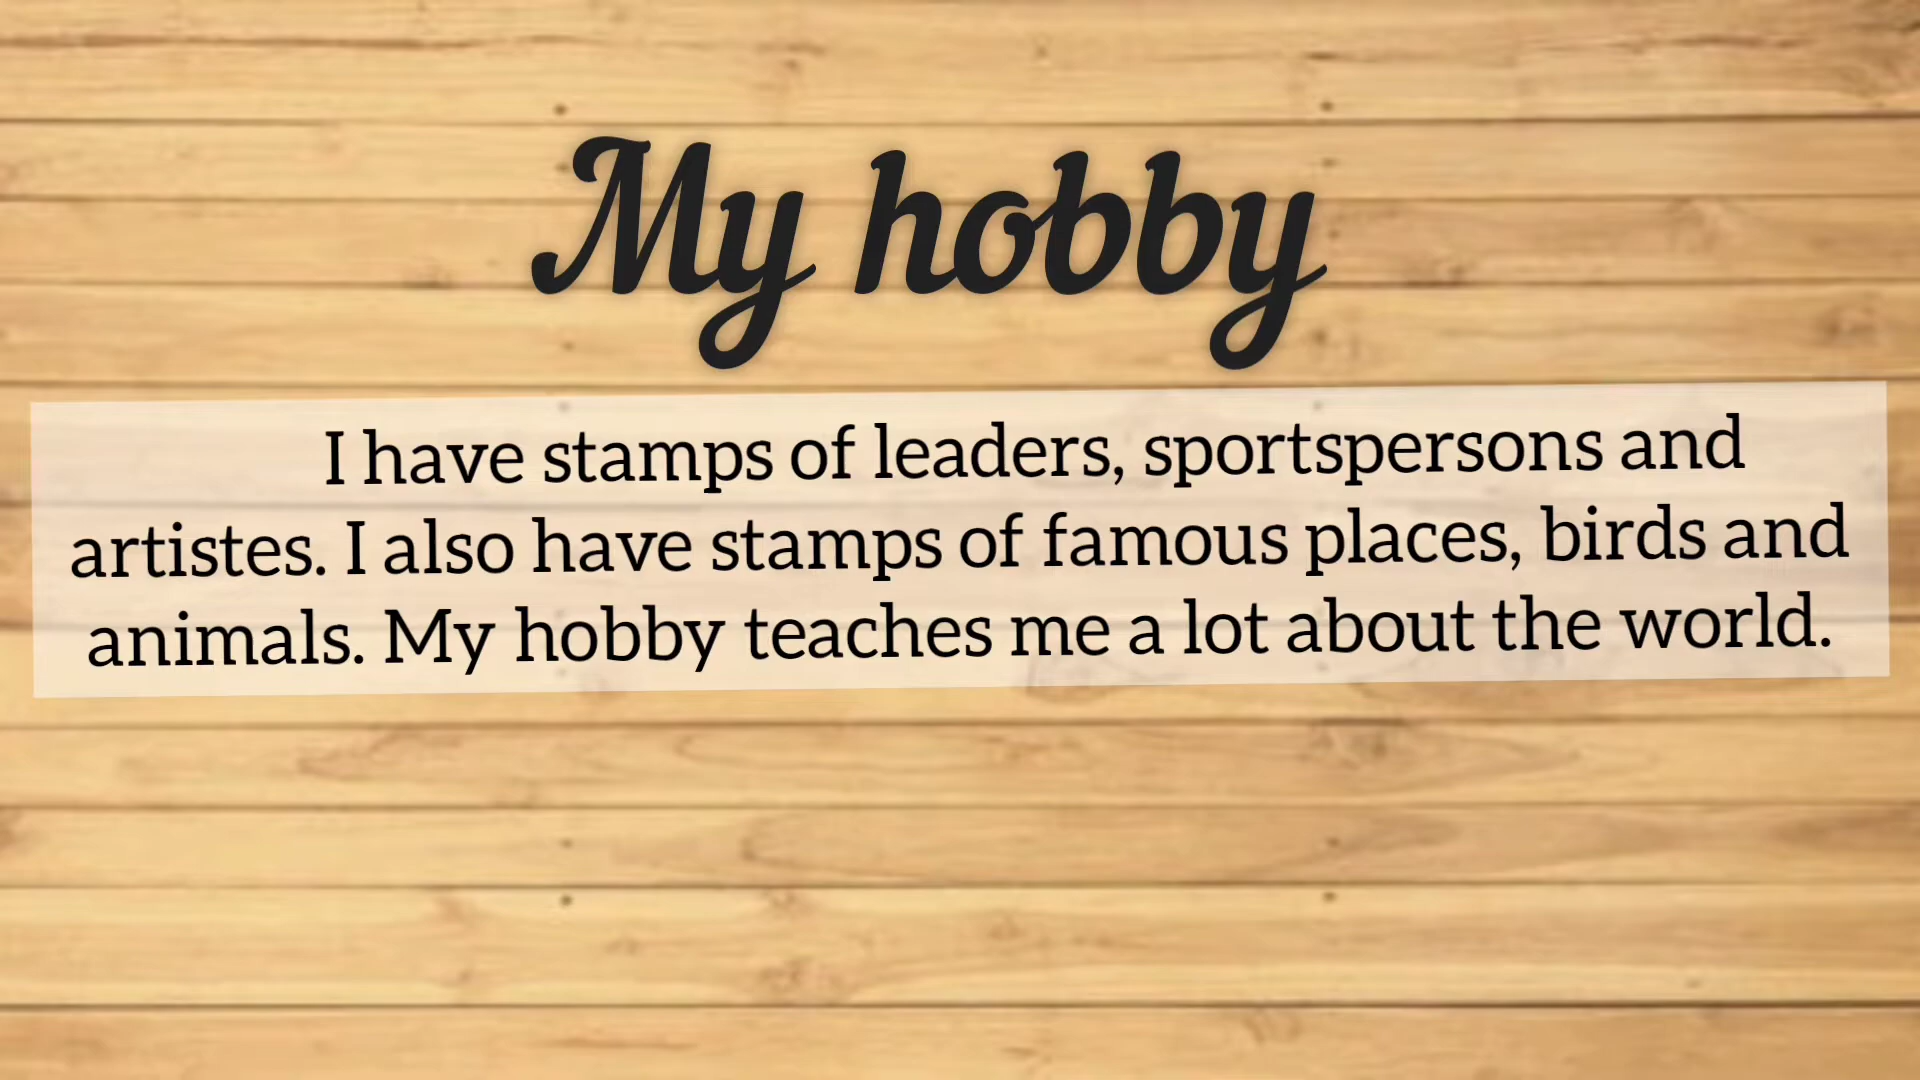 My hobby
I have stamps of leaders, sportspersons and
artistes. I also have stamps of famous places, birds and
animals. My hobby teaches me a lot about the world.